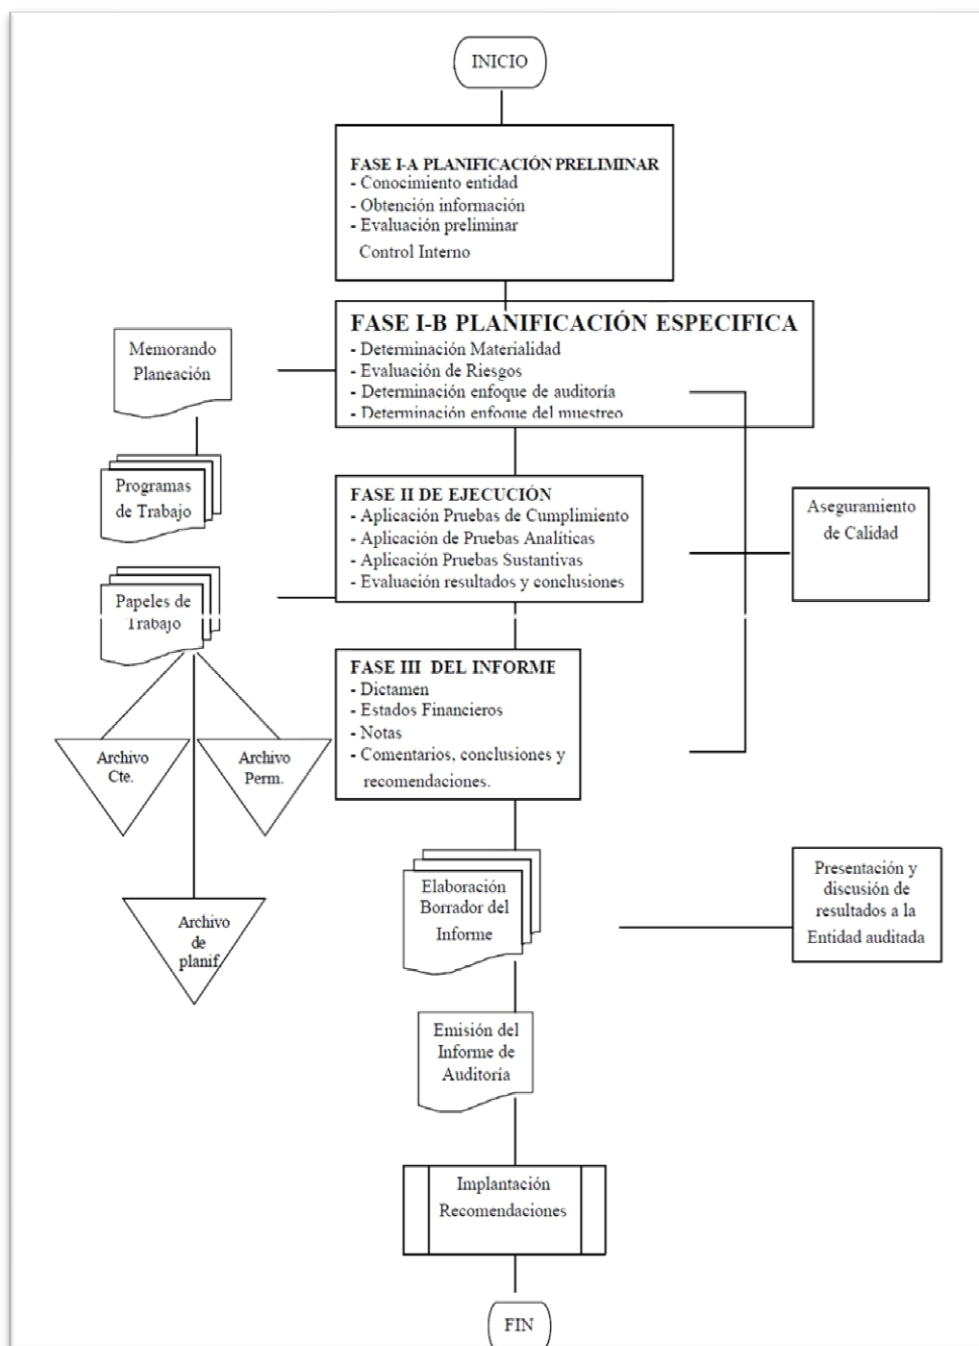 INICIO
FASE I-A PLANIFICACIÓN PRELIMINAR
- Conocimiento entidad
- Obtención información
- Evaluación preliminar
Control Interno
FASE I-B PLANIFICACIÓN ESPECIFICA
- Determinación Materialidad
- Evaluación de Riesgos
- Determinación enfoque de auditoría
- Determinación enfoque del muestreo
Memorando
Planeación
Programas
de Trabajo
FASE II DE EJECUCIÓN
- Aplicación Pruebas de Cumplimiento
- Aplicación de Pruebas Analíticas
- Aplicación Pruebas Sustantivas
- Evaluación resultados y conclusiones
Aseguramiento
de Calidad
Papeles de
Trabajo
FASE III DEL INFORME
- Dictamen
- Estados Financieros
- Notas
- Comentarios, conclusiones y
recomendaciones.
Archivo
Cte.
Archivo
Perm.
Archivo
de
planif.
Elaboración
Borrador del
Informe
Presentación y
discusión de
resultados a la
Entidad auditada
Emisión del
Informe de
Auditoría
Implantación
Recomendaciones
FIN